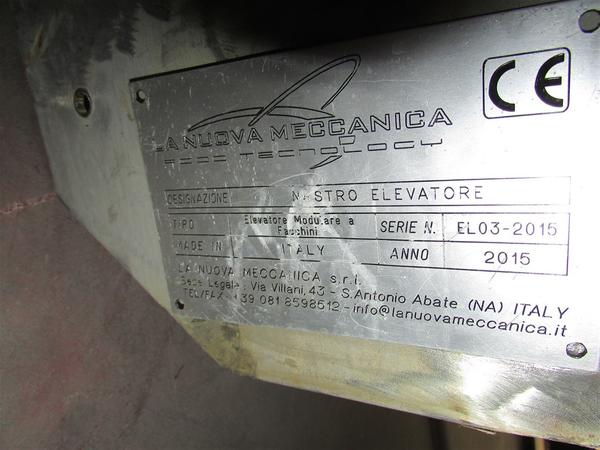 LA NUOVA MECCANICA
FOOD TECNOLOGY
CE
DESIGNAZIONE NASTRO ELEVATORE
TIPO Elevatore Modulare a Facchini SERIE N. EL03-2015
MADE IN ITALY ANNO 2015
LA NUOVA MECCANICA s.r.l.
Sede Legale: Via Villani, 43 - S.Antonio Abate (NA) ITALY
TEL/FAX +39 081 8598512 - info@lanuovameccanica.it